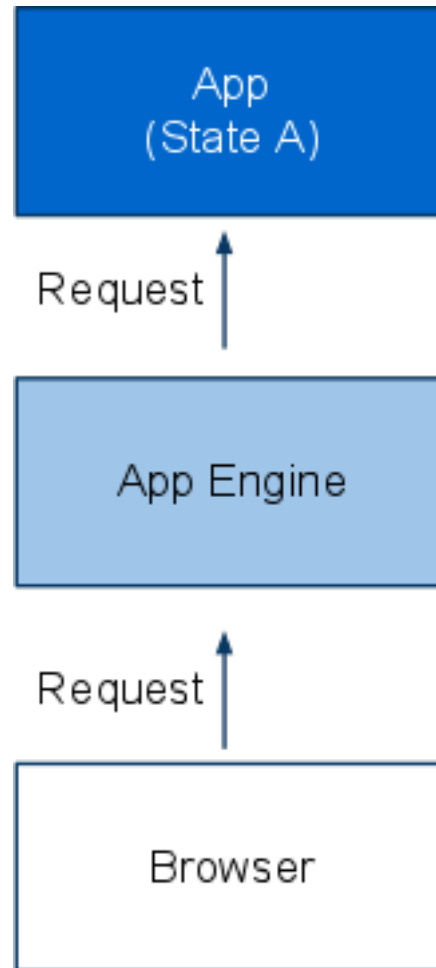 App
(State A)
Request
App Engine
Request
Browser